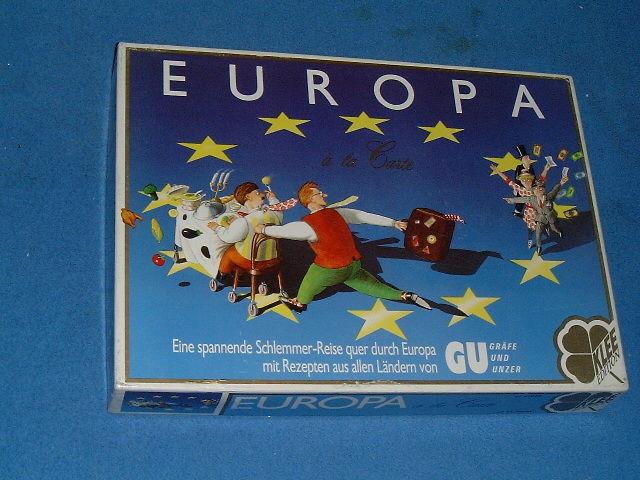 EUROPA
à la Carte
Eine spannende Schlemmer-Reise quer durch Europa
mit Rezepten aus allen Ländern von
GU GRÄFE
UND
UNZER
KLEE
EDITION
EUROPA
à la Carte